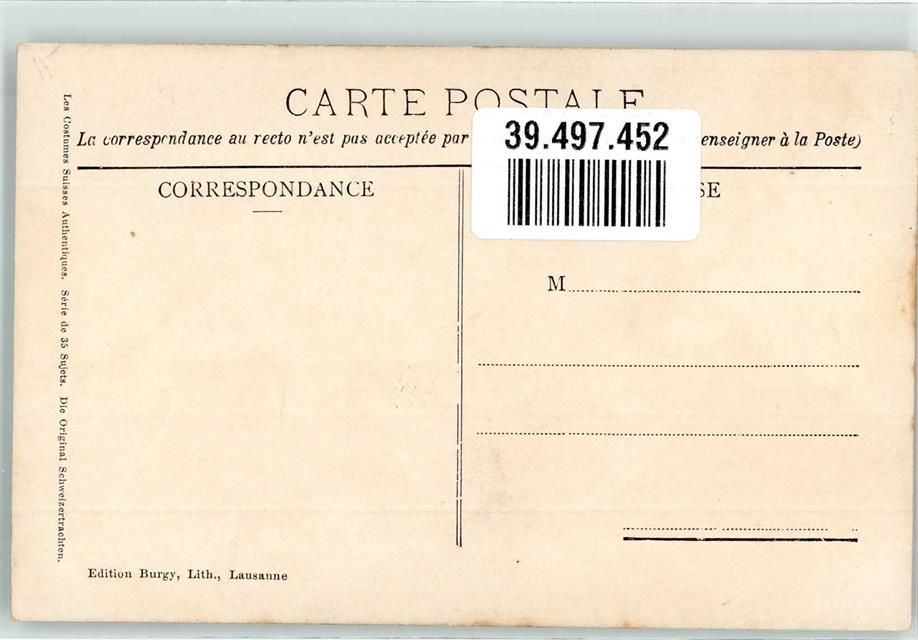 CARTE POSTALE
La correspondance au recto n'est pas acceptée par enseigner à la Poste)
39.497.452
CORRESPONDANCE
SE
M
Les Costumes Suisses Authentiques. Série de 35 Sujets. Die Original Schweizertrachten.
Edition Burgy, Lith., Lausanne